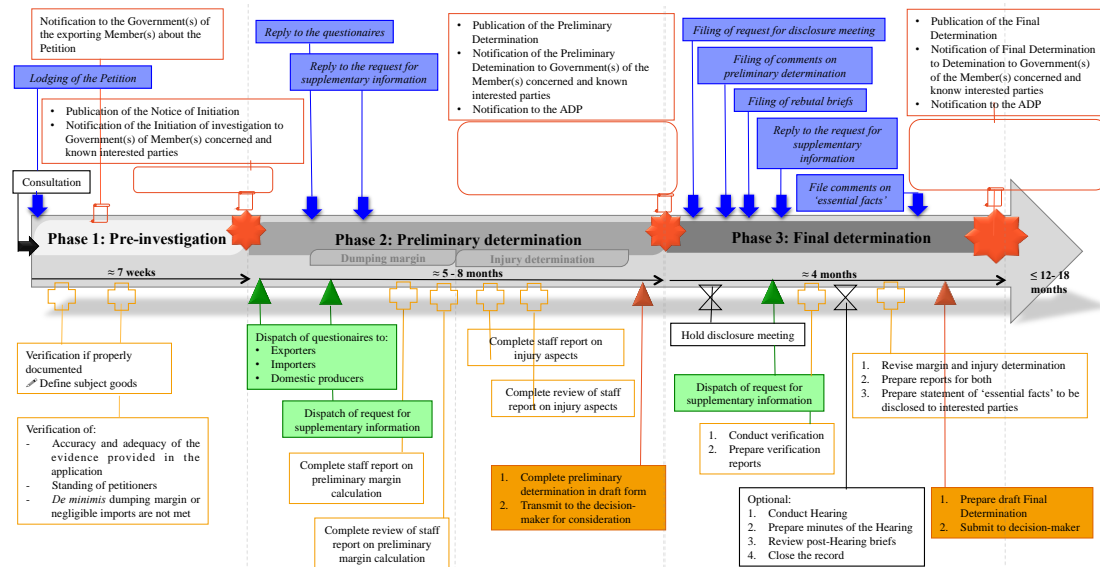 Notification to the Government(s) of
the exporting Member(s) about the
Petition
Lodging of the Petition
• Publication of the Notice of Initiation
• Notification of the Initiation of investigation to
Government(s) of Member(s) concerned and
known interested parties
Consultation
Reply to the questionaires
Reply to the request for
supplementary information
• Publication of the Preliminary
Determination
• Notification of the Preliminary
Detemination to Government(s) of the
Member(s) concerned and known
interested parties
• Notification to the ADP
Filing of request for disclosure meeting
Filing of comments on
preliminary determination
Filing of rebutal briefs
Reply to the request for
supplementary
information
File comments on
‘essential facts’
• Publication of the Final
Determination
• Notification of Final Determination
to Detemination to Government(s)
of the Member(s) concerned and
knonw interested parties
• Notification to the ADP
Phase 1: Pre-investigation
Phase 2: Preliminary determination
Phase 3: Final determination
Dumping margin
Injury determination
≈ 7 weeks
≈ 5 - 8 months
≈ 4 months
≤ 12- 18
months
Verification if properly
documented
Define subject goods
Verification of:
- Accuracy and adequacy of the
evidence provided in the
application
- Standing of petitioners
- De minimis dumping margin or
negligible imports are not met
Dispatch of questionaires to:
• Exporters
• Importers
• Domestic producers
Dispatch of request for
supplementary information
Complete staff report on
preliminary margin
calculation
Complete review of staff
report on preliminary
margin calculation
Complete staff report on
injury aspects
Complete review of staff
report on injury aspects
1. Complete preliminary
determination in draft form
2. Transmit to the decision-
maker for consideration
Hold disclosure meeting
Dispatch of request for
supplementary information
1. Conduct verification
2. Prepare verification
reports
Optional:
1. Conduct Hearing
2. Prepare minutes of the Hearing
3. Review post-Hearing briefs
4. Close the record
1. Revise margin and injury determination
2. Prepare reports for both
3. Prepare statement of ‘essential facts’ to be
disclosed to interested parties
1. Prepare draft Final
Determination
2. Submit to decision-maker